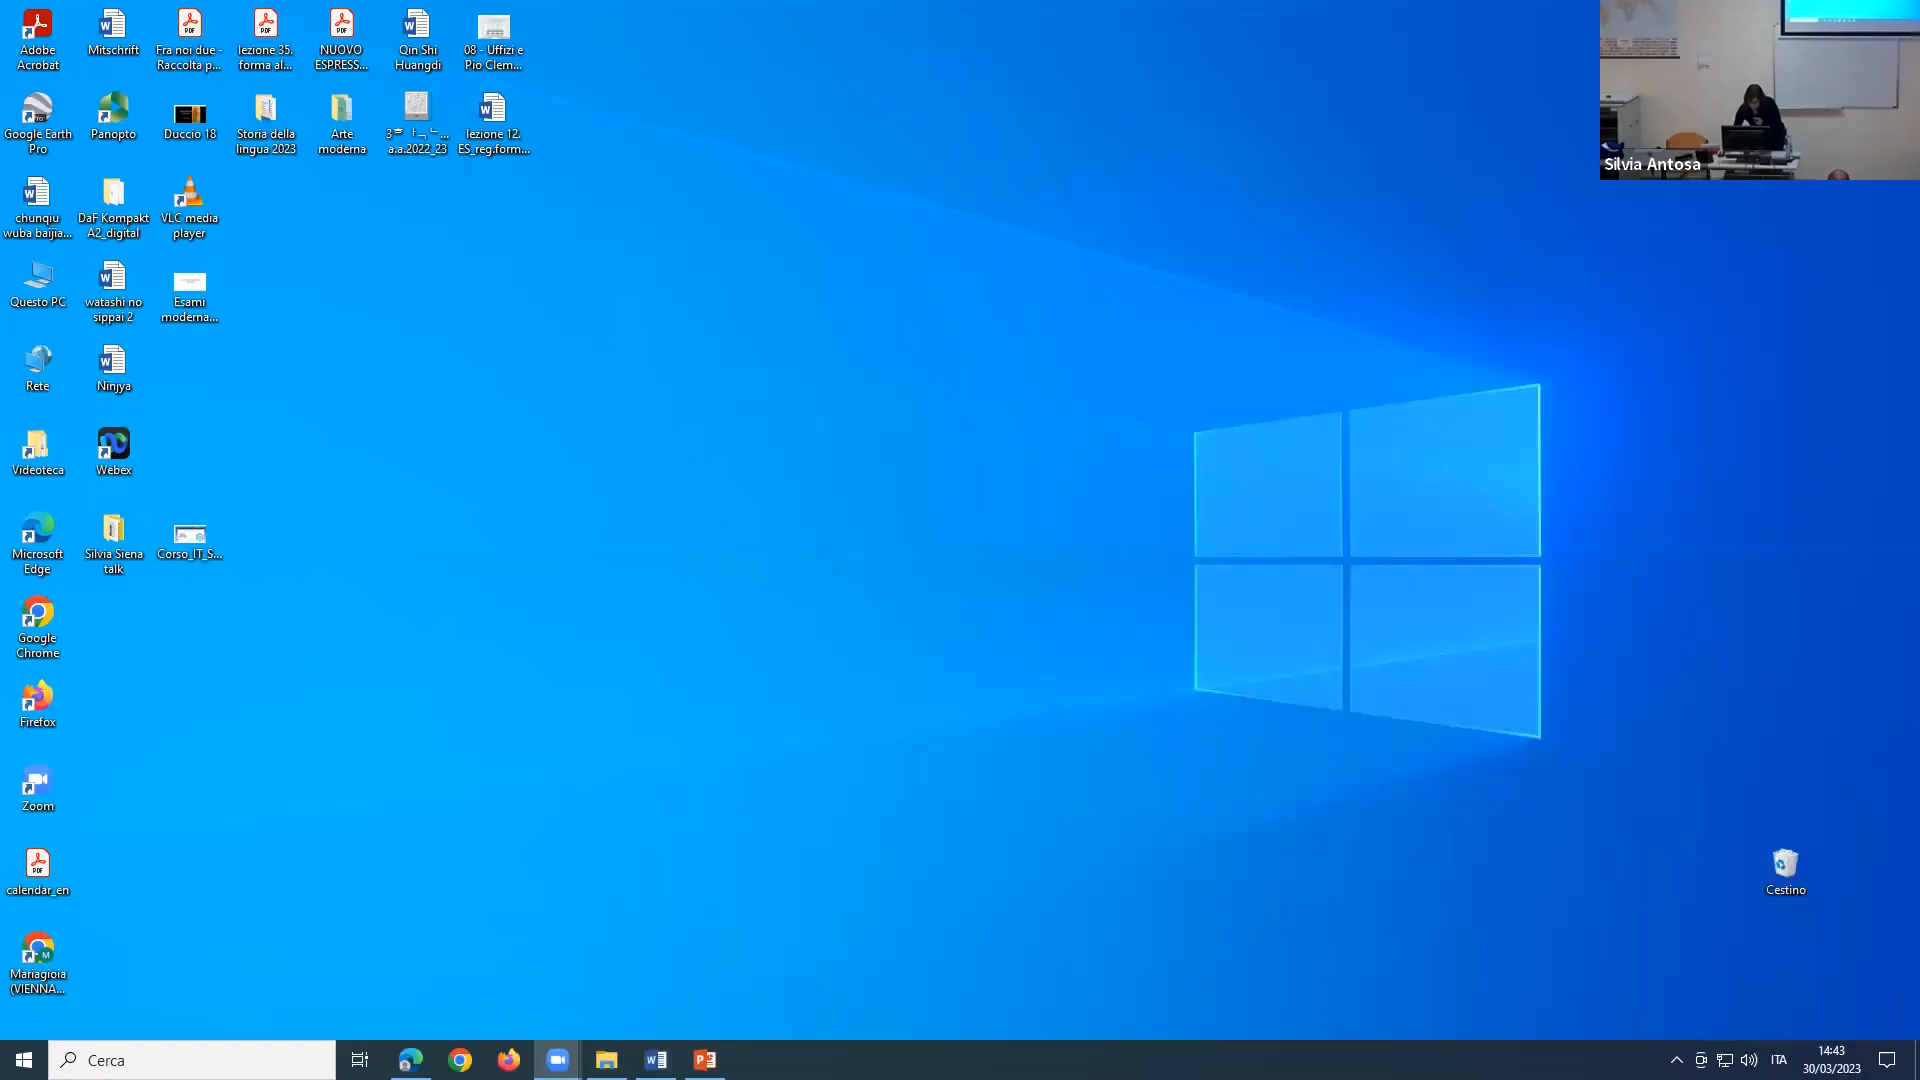 Adobe
Acrobat
Mitschrift
Fra noi due -
Raccolta p...
lezione 35.
forma al...
NUOVO
ESPRESS...
Qin Shi
Huangdi
08 - Uffizi e
Pio Clem...
Google Earth
Pro
Panopto
Duccio 18
Storia della
lingua 2023
Arte
moderna
a.a.2022_23
lezione 12.
ES_reg.form...
chunqiu
wuba baijia...
DaF Kompakt
A2_digital
VLC media
player
Questo PC
watashi no
sippai 2
Esami
moderna...
Rete
Ninjya
Videoteca
Webex
Microsoft
Edge
Silvia Siena
talk
Corso_IT_S...
Google
Chrome
Firefox
Zoom
calendar_en
Mariagioia
(VIENNA...
Silvia Antosa
Cestino
Cerca
ITA
14:43
30/03/2023